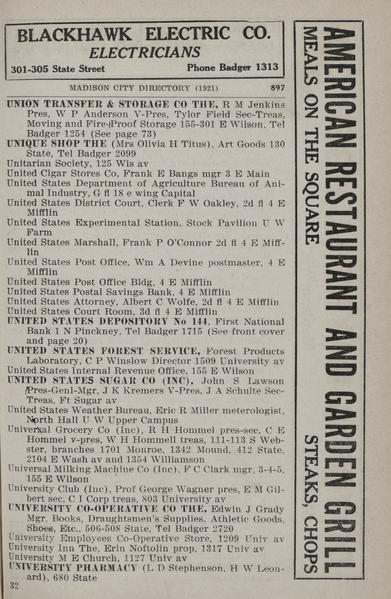 BLACKHAWK ELECTRIC CO.
ELECTRICIANS
301-305 State Street Phone Badger 1313
MADISON CITY DIRECTORY (1921) 897
UNION TRANSFER & STORAGE CO THE, R M Jenkins
Pres, W P Anderson V-Pres, Tylor Field Sec-Treas,
Moving and Fire-Proof Storage 155-301 E Wilson, Tel
Badger 1254 (See page 73)
UNIQUE SHOP THE (Mrs Olivia H Titus), Art Goods 130
State, Tel Badger 2099
Unitarian Society, 125 Wis av
United Cigar Stores Co, Frank E Bangs mgr 3 E Main
United States Department of Agriculture Bureau of Ani-
mal Industry, G fl 18 e wing Capital
United States District Court, Clerk F W Oakley, 2d fl 4 E
Mifflin
United States Experimental Station, Stock Pavilion U W
Farm
United States Marshall, Frank P O'Connor 2d fl 4 E Miff-
lin
United States Post Office, Wm A Devine postmaster, 4 E
Mifflin
United States Post Office Bldg, 4 E Mifflin
United States Postal Savings Bank, 4 E Mifflin
United States Attorney, Albert C Wolfe, 2d fl 4 E Mifflin
United States Court Room, 3d fl 4 E Mifflin
UNITED STATES DEPOSITORY No 144, First National
Bank 1 N Pinckney, Tel Badger 1715 (See front cover
and page 20)
UNITED STATES FOREST SERVICE, Forest Products
Laboratory, C P Winslow Director 1509 University av
United States Internal Revenue Office, 155 E Wilson
UNITED STATES SUGAR CO (INC), John S Lawson
Pres-Genl-Mgr, J K Kremers V-Pres, J A Schulte Sec-
Treas, Ft Sugar av
United States Weather Bureau, Eric R Miller meterologist,
North Hall U W Upper Campus
Universal Grocery Co (Inc), R H Hommel pres-sec, C E
Hommel v-pres, W H Hommell treas, 111-113 S Web-
ster, branches 1701 Monroe, 1342 Mound, 412 State,
2104 E Wash av and 1354 Williamson
Universal Milking Machine Co (Inc), F C Clark mgr, 3-4-5,
155 E Wilson
University Club (Inc), Prof George Wagner pres, E M Gil-
bert sec, C I Corp treas, 803 University av
UNIVERSITY CO-OPERATIVE CO THE, Edwin J Grady
Mgr. Books, Draughtsmen's Supplies, Athletic Goods,
Shoes, Etc., 506-508 State, Tel Badger 2720
University Employees Co-Operative Store, 1209 Univ av
University Inn The, Erin Noftolin prop, 1317 Univ av
University M E Church, 1127 Univ av
UNIVERSITY PHARMACY (L D Stephenson, H W Leon-
ard), 680 State
32
AMERICAN RESTAURANT AND GARDEN GRILL
MEALS ON THE SQUARE STEAKS, CHOPS